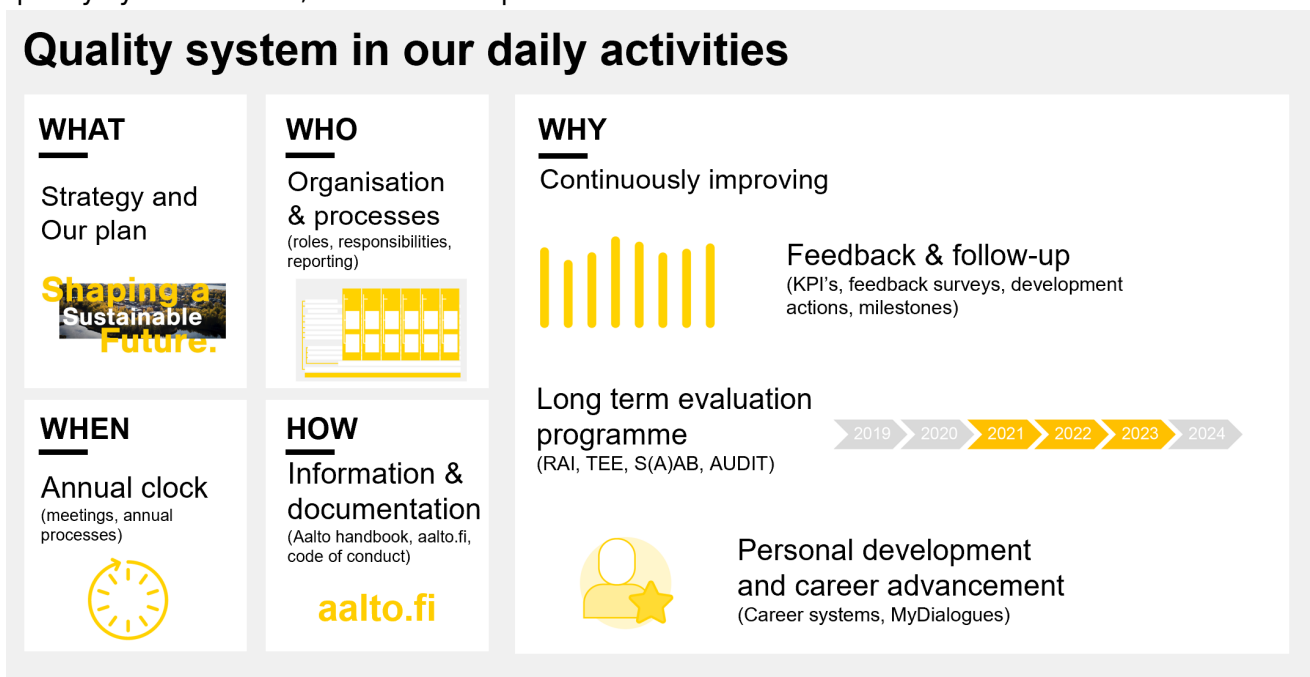 Quality system in our daily activities
WHAT
Strategy and
Our plan
Shaping a
Sustainable
Future.
WHO
Organisation
& processes
(roles, responsibilities,
reporting)
WHEN
Annual clock
(meetings, annual
processes)
HOW
Information &
documentation
(Aalto handbook, aalto.fi,
code of conduct)
aalto.fi
WHY
Continuously improving
Feedback & follow-up
(KPI’s, feedback surveys, development
actions, milestones)
Long term evaluation
programme
(RAI, TEE, S(A)AB, AUDIT)
2019 2020 2021 2022 2023 2024
Personal development
and career advancement
(Career systems, MyDialogues)